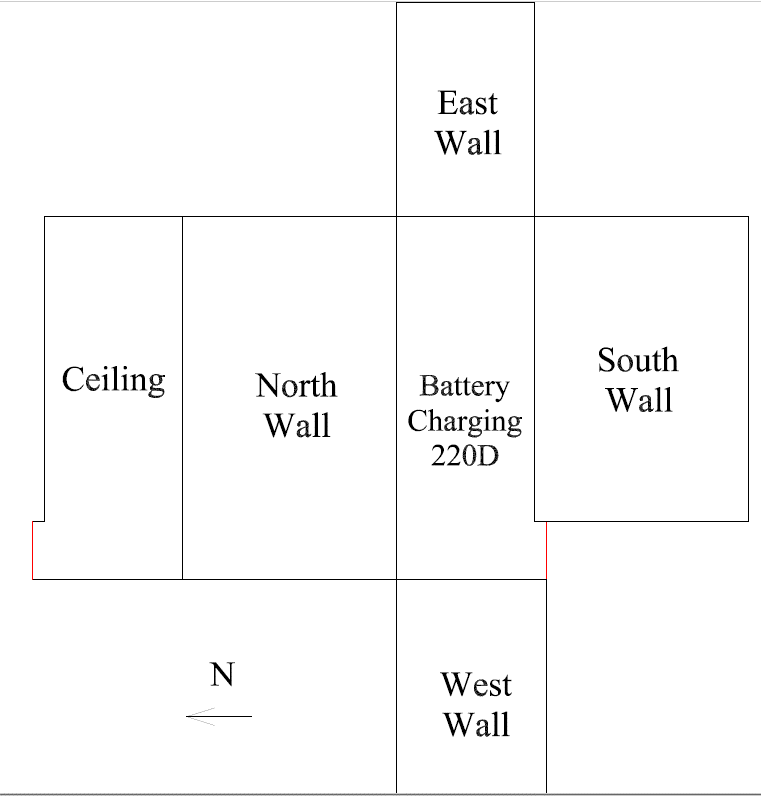 East
Wall
Ceiling
North
Wall
Battery
Charging
220D
South
Wall
N
West
Wall